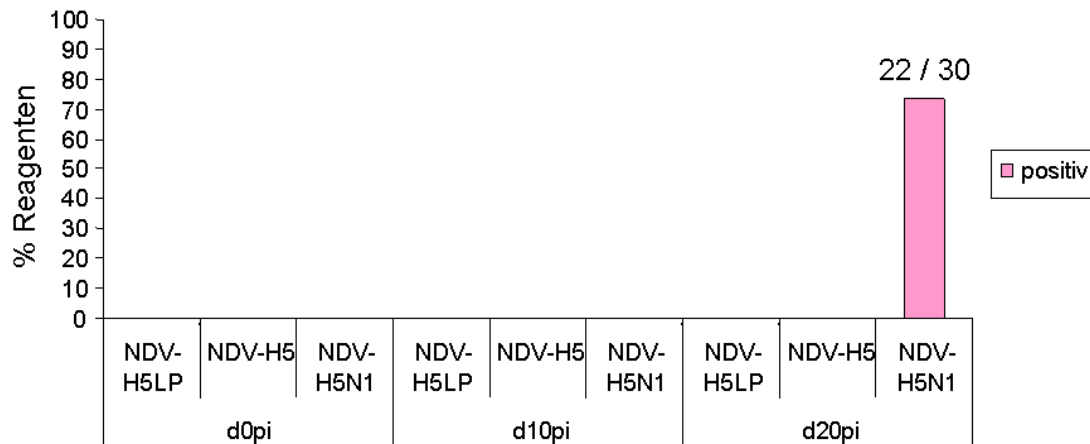 100
90
80
70
60
50
40
30
20
10
0
% Reagenten
22 / 30
positiv
NDV-
H5LP
NDV-H5
NDV-
H5N1
NDV-
H5LP
NDV-H5
NDV-
H5N1
NDV-
H5LP
NDV-H5
NDV-
H5N1
d0pi
d10pi
d20pi